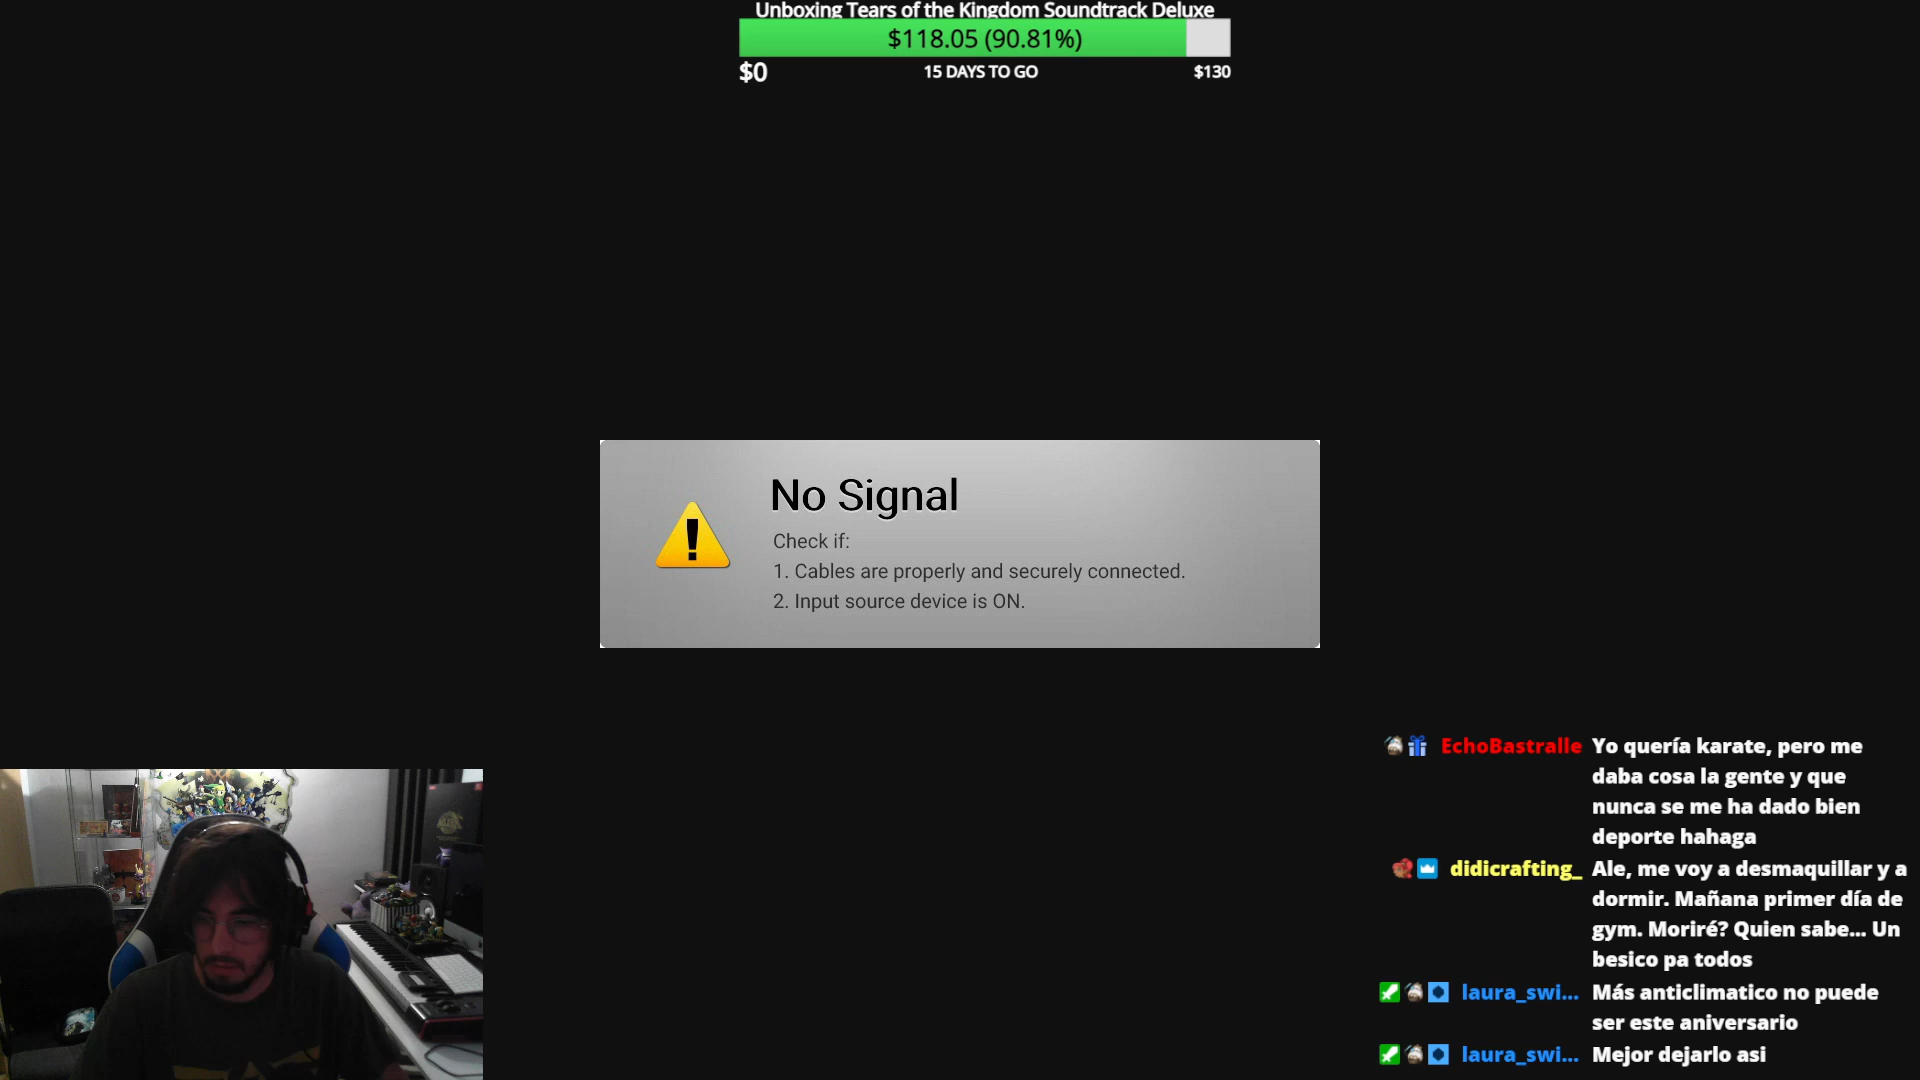 Unboxing Tears of the Kingdom Soundtrack Deluxe
$118.05 (90.81%)
$0 15 DAYS TO GO $130
No Signal
Check if:
1. Cables are properly and securely connected.
2. Input source device is ON.
EchoBastralle Yo quería karate, pero me
daba cosa la gente y que
nunca se me ha dado bien
deporte hahaga
didicrafting_ Ale, me voy a desmaquillar y a
dormir. Mañana primer día de
gym. Moriré? Quien sabe... Un
besico pa todos
laura_swi... Más anticlimatico no puede
ser este aniversario
laura_swi... Mejor dejarlo asi